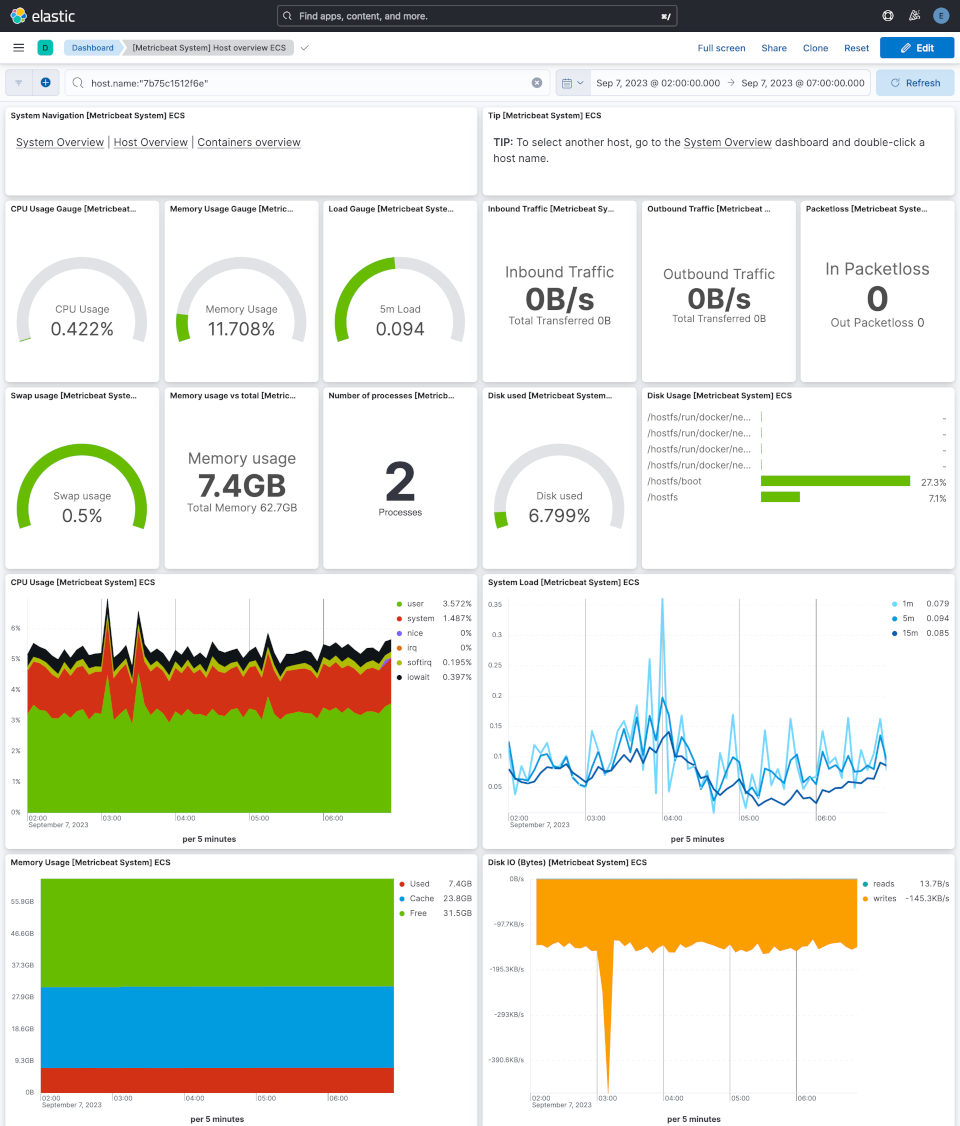 elastic
Find apps, content, and more.
⌘/
E
D
Dashboard
[Metricbeat System] Host overview ECS
Full screen
Share
Clone
Reset
Edit
host.name:"7b75c1512f6e"
Sep 7, 2023 @ 02:00:00.000 → Sep 7, 2023 @ 07:00:00.000
Refresh
System Navigation [Metricbeat System] ECS
System Overview | Host Overview | Containers overview
Tip [Metricbeat System] ECS
TIP: To select another host, go to the System Overview dashboard and double-click a
host name.
CPU Usage Gauge [Metricbeat...
CPU Usage
0.422%
Memory Usage Gauge [Metric...
Memory Usage
11.708%
Load Gauge [Metricbeat Syste...
5m Load
0.094
Inbound Traffic [Metricbeat Sy...
Inbound Traffic
0B/s
Total Transferred 0B
Outbound Traffic [Metricbeat ...
Outbound Traffic
0B/s
Total Transferred 0B
Packetloss [Metricbeat Syste...
In Packetloss
0
Out Packetloss 0
Swap usage [Metricbeat Syste...
Swap usage
0.5%
Memory usage vs total [Metric...
Memory usage
7.4GB
Total Memory 62.7GB
Number of processes [Metricb...
2
Processes
Disk used [Metricbeat System...
Disk used
6.799%
Disk Usage [Metricbeat System] ECS
/hostfs/run/docker/ne... -
/hostfs/run/docker/ne... -
/hostfs/run/docker/ne... -
/hostfs/run/docker/ne... -
/hostfs/boot 27.3%
/hostfs 7.1%
CPU Usage [Metricbeat System] ECS
6%
5%
4%
3%
2%
1%
0%
02:00 03:00 04:00 05:00 06:00
September 7, 2023
per 5 minutes
user 3.572%
system 1.487%
nice 0%
irq 0%
softirq 0.195%
iowait 0.397%
System Load [Metricbeat System] ECS
0.35
0.3
0.25
0.2
0.15
0.1
0.05
02:00 03:00 04:00 05:00 06:00
September 7, 2023
per 5 minutes
1m 0.079
5m 0.094
15m 0.085
Memory Usage [Metricbeat System] ECS
55.9GB
46.6GB
37.3GB
27.9GB
18.6GB
9.3GB
0B
02:00 03:00 04:00 05:00 06:00
September 7, 2023
per 5 minutes
Used 7.4GB
Cache 23.8GB
Free 31.5GB
Disk IO (Bytes) [Metricbeat System] ECS
0B/s
-97.7KB/s
-195.3KB/s
-293KB/s
-390.6KB/s
02:00 03:00 04:00 05:00 06:00
September 7, 2023
per 5 minutes
reads 13.7B/s
writes -145.3KB/s